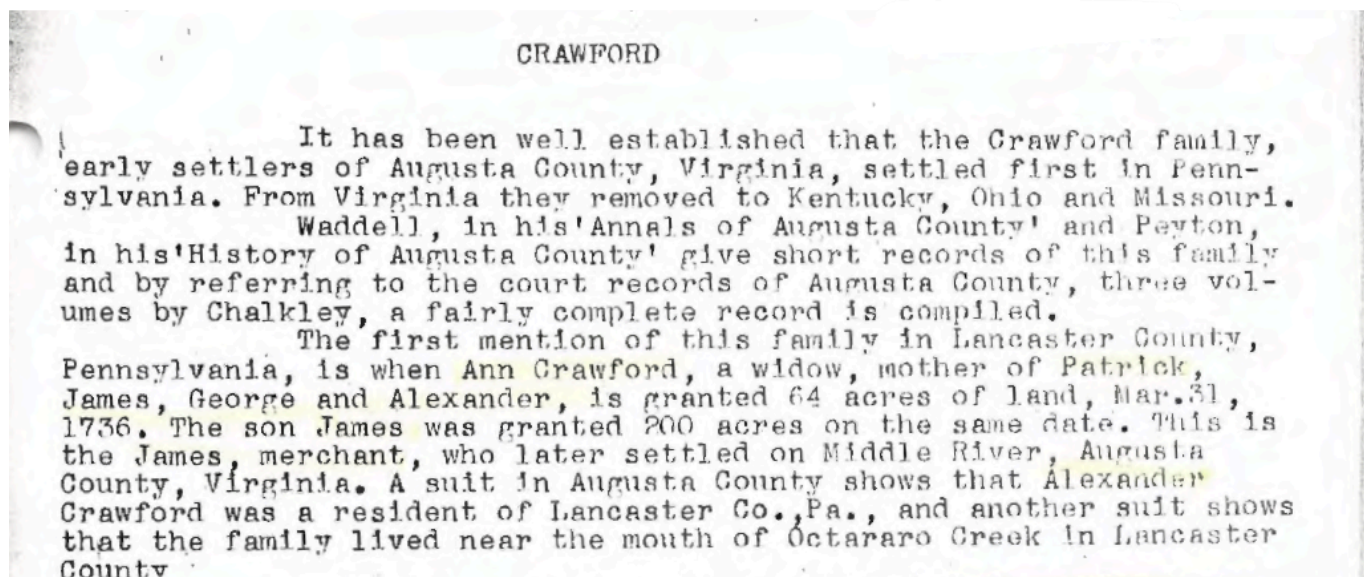 CRAWFORD
It has been well established that the Crawford family,
early settlers of Augusta County, Virginia, settled first in Penn-
sylvania. From Virginia they removed to Kentucky, Ohio and Missouri.
Waddell, in his'Annals of Augusta County' and Peyton,
in his'History of Augusta County' give short records of this family
and by referring to the court records of Augusta County, three vol-
umes by Chalkley, a fairly complete record is compiled.
The first mention of this family in Lancaster County,
Pennsylvania, is when Ann Crawford, a widow, mother of Patrick,
James, George and Alexander, is granted 64 acres of land, Mar.31,
1736. The son James was granted 200 acres on the same date. This is
the James, merchant, who later settled on Middle River, Augusta
County, Virginia. A suit in Augusta County shows that Alexander
Crawford was a resident of Lancaster Co.,Pa., and another suit shows
that the family lived near the mouth of Octararo Creek in Lancaster
County